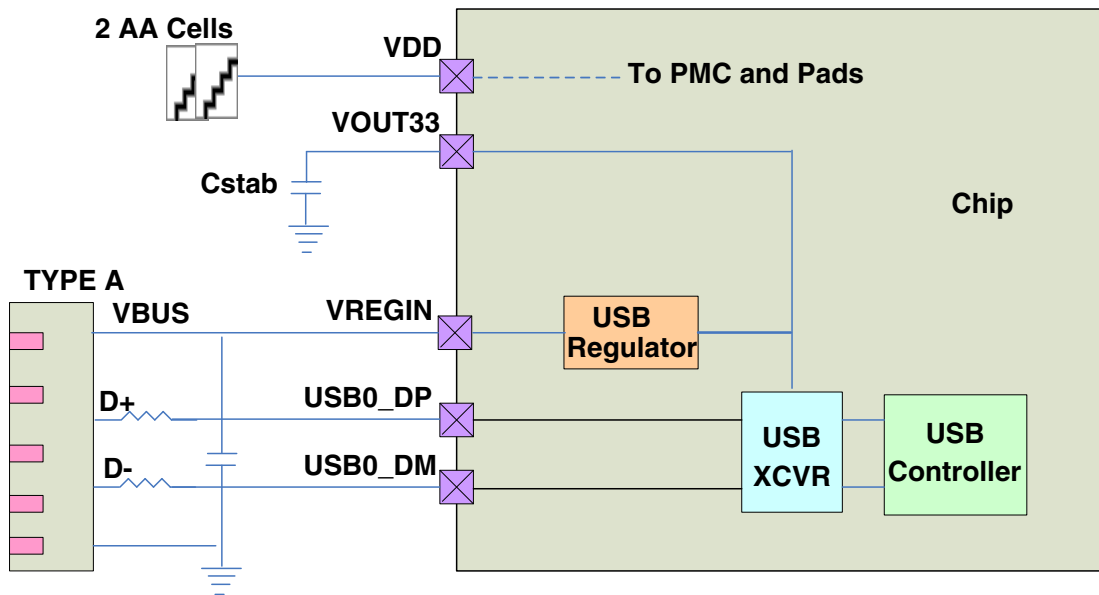 2 AA Cells
VDD
To PMC and Pads
VOUT33
Cstab
Chip
TYPE A
VBUS
VREGIN
USB
Regulator
D+
USB0_DP
D-
USB0_DM
USB
XCVR
USB
Controller